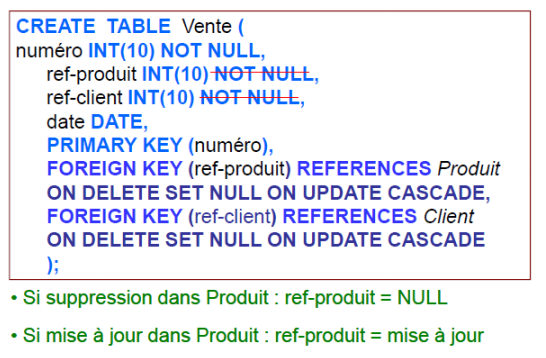 CREATE TABLE Vente (
numéro INT(10) NOT NULL,
ref-produit INT(10) NOT NULL,
ref-client INT(10) NOT NULL,
date DATE,
PRIMARY KEY (numéro),
FOREIGN KEY (ref-produit) REFERENCES Produit
ON DELETE SET NULL ON UPDATE CASCADE,
FOREIGN KEY (ref-client) REFERENCES Client
ON DELETE SET NULL ON UPDATE CASCADE
);
• Si suppression dans Produit : ref-produit = NULL
• Si mise à jour dans Produit : ref-produit = mise à jour